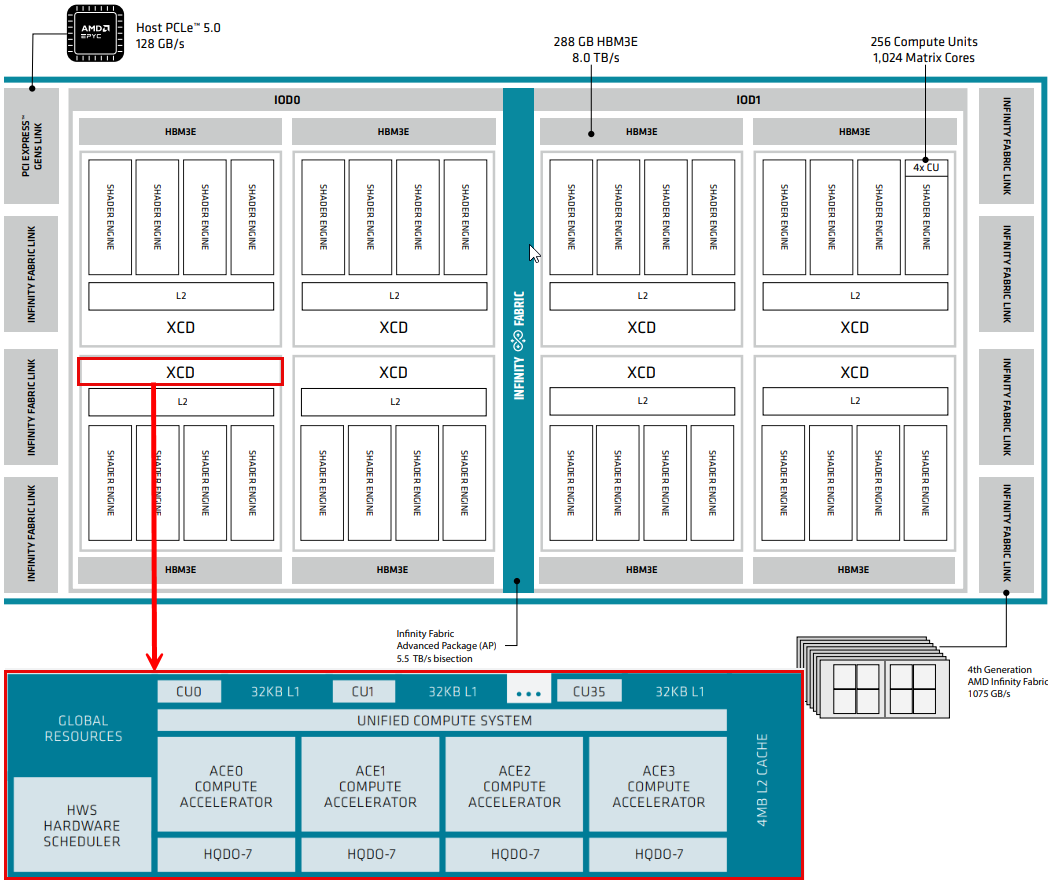 AMD
EPYC
Host PCLe™ 5.0
128 GB/s
288 GB HBM3E
8.0 TB/s
256 Compute Units
1,024 Matrix Cores
PCI EXPRESS™
GEN5 LINK
INFINITY FABRIC LINK
INFINITY FABRIC LINK
INFINITY FABRIC LINK
IOD0
HBM3E
HBM3E
SHADER ENGINE
SHADER ENGINE
SHADER ENGINE
SHADER ENGINE
SHADER ENGINE
SHADER ENGINE
SHADER ENGINE
SHADER ENGINE
L2
L2
XCD
XCD
XCD
XCD
L2
L2
SHADER ENGINE
SHADER ENGINE
SHADER ENGINE
SHADER ENGINE
SHADER ENGINE
SHADER ENGINE
SHADER ENGINE
SHADER ENGINE
HBM3E
HBM3E
INFINITY FABRIC
IOD1
HBM3E
HBM3E
4x CU
SHADER ENGINE
SHADER ENGINE
SHADER ENGINE
SHADER ENGINE
SHADER ENGINE
SHADER ENGINE
SHADER ENGINE
SHADER ENGINE
L2
L2
XCD
XCD
XCD
XCD
L2
L2
SHADER ENGINE
SHADER ENGINE
SHADER ENGINE
SHADER ENGINE
SHADER ENGINE
SHADER ENGINE
SHADER ENGINE
SHADER ENGINE
HBM3E
HBM3E
INFINITY FABRIC LINK
INFINITY FABRIC LINK
INFINITY FABRIC LINK
INFINITY FABRIC LINK
Infinity Fabric
Advanced Package (AP)
5.5 TB/s bisection
4th Generation
AMD Infinity Fabric
1075 GB/s
GLOBAL
RESOURCES
HWS
HARDWARE
SCHEDULER
CU0 32KB L1 CU1 32KB L1 ... CU35 32KB L1
UNIFIED COMPUTE SYSTEM
ACE0
COMPUTE
ACCELERATOR
ACE1
COMPUTE
ACCELERATOR
ACE2
COMPUTE
ACCELERATOR
ACE3
COMPUTE
ACCELERATOR
HQDO-7
HQDO-7
HQDO-7
HQDO-7
4MB L2 CACHE